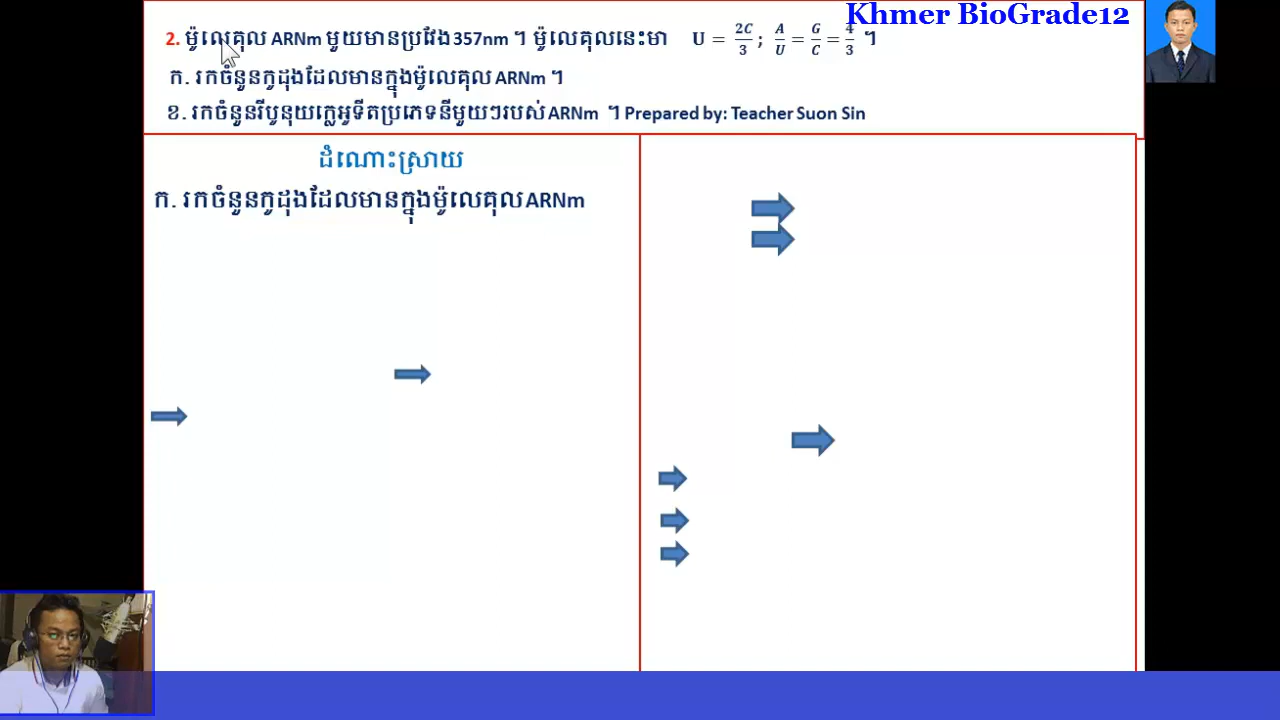 Khmer BioGrade12
2. ម៉ូលេគុល ARNm មួយមានប្រវែង 357nm ។ ម៉ូលេគុលនេះមា U = 2C/3 ; A/U = G/C = 4/3 ។
ក. រកចំនួនកូដុងដែលមានក្នុងម៉ូលេគុល ARNm ។
ខ. រកចំនួនរីបូនុយក្លេអូទីតប្រភេទនីមួយៗរបស់ ARNm ។ Prepared by: Teacher Suon Sin
ដំណោះស្រាយ
ក. រកចំនួនកូដុងដែលមានក្នុងម៉ូលេគុល ARNm